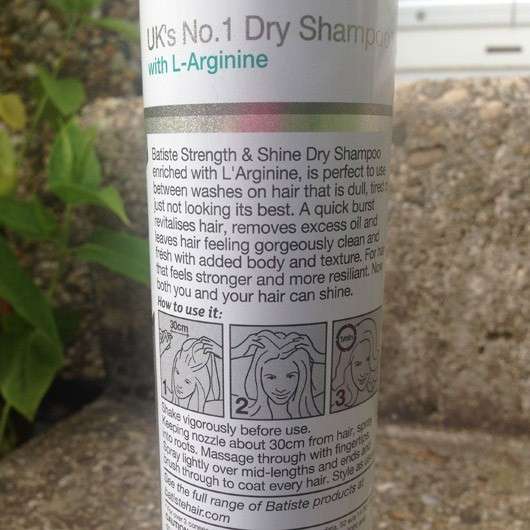 UK's No.1 Dry Shampoo
with L-Arginine
Batiste Strength & Shine Dry Shampoo
enriched with L'Arginine, is perfect to use
between washes on hair that is dull, tired or
just not looking its best. A quick burst
revitalises hair, removes excess oil and
leaves hair feeling gorgeously clean and
fresh with added body and texture. For hair
that feels stronger and more resiliant. Now
both you and your hair can shine.
How to use it:
30cm
1
2
3
Shake vigorously before use.
Keeping nozzle about 30cm from hair, spray
into roots. Massage through with fingertips,
spray lightly over mid-lengths and ends and
brush through to coat every hair. Style as
See the full range of Batiste products at
batistehair.com